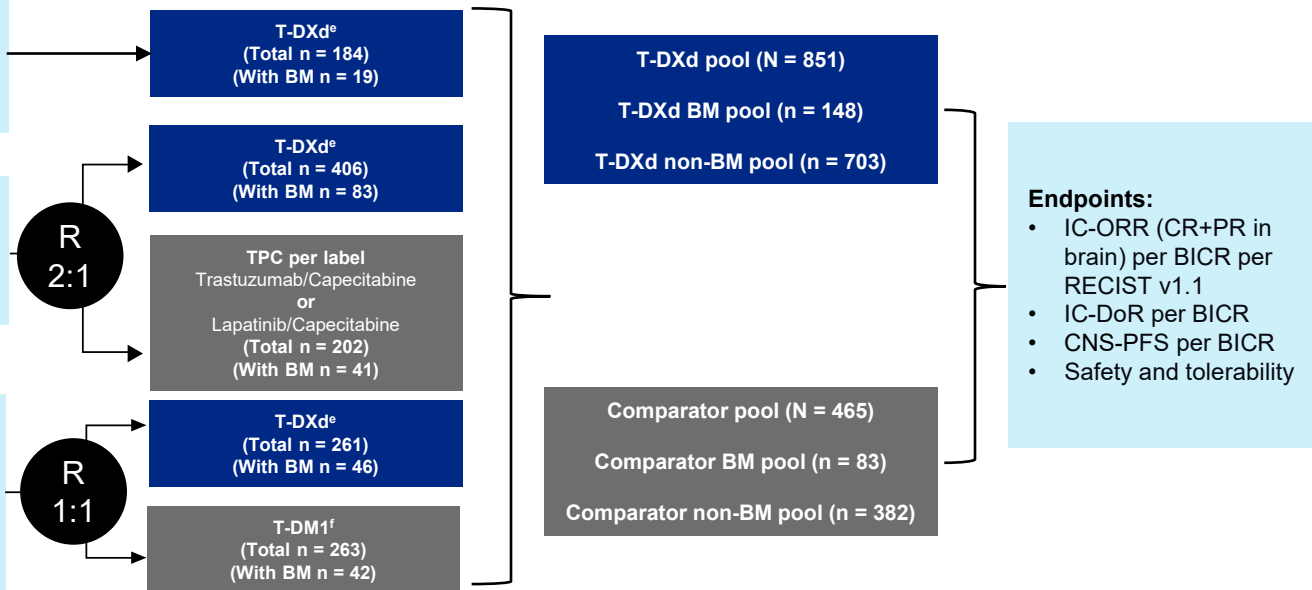 T-DXdᵉ
(Total n = 184)
(With BM n = 19)
R
2:1
T-DXdᵉ
(Total n = 406)
(With BM n = 83)
TPC per label
Trastuzumab/Capecitabine
or
Lapatinib/Capecitabine
(Total n = 202)
(With BM n = 41)
R
1:1
T-DXdᵉ
(Total n = 261)
(With BM n = 46)
T-DM1ᶠ
(Total n = 263)
(With BM n = 42)
T-DXd pool (N = 851)
T-DXd BM pool (n = 148)
T-DXd non-BM pool (n = 703)
Comparator pool (N = 465)
Comparator BM pool (n = 83)
Comparator non-BM pool (n = 382)
Endpoints:
• IC-ORR (CR+PR in
brain) per BICR per
RECIST v1.1
• IC-DoR per BICR
• CNS-PFS per BICR
• Safety and tolerability